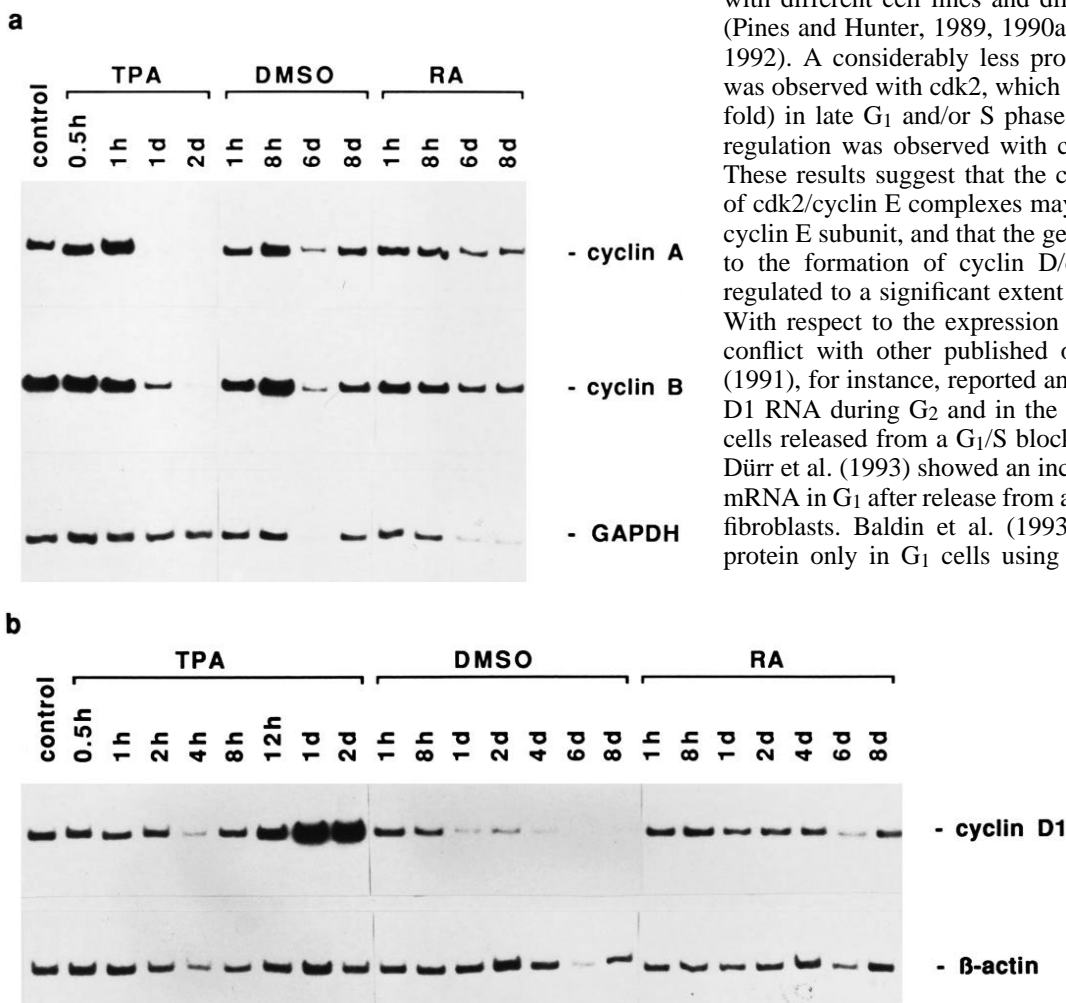 a
TPA DMSO RA
control 0.5h 1h 1d 2d 1h 8h 6d 8d 1h 8h 6d 8d
- cyclin A
- cyclin B
- GAPDH
with different cell lines and
(Pines and Hunter, 1989, 1990a
1992). A considerably less
was observed with cdk2, which
fold) in late G1 and/or S phase
regulation was observed with
These results suggest that the
of cdk2/cyclin E complexes may
cyclin E subunit, and that the
to the formation of cyclin
regulated to a significant extent
With respect to the expression
conflict with other published
(1991), for instance, reported an
D1 RNA during G2 and in the
cells released from a G1/S block
Dürr et al. (1993) showed an
mRNA in G1 after release from a
fibroblasts. Baldin et al. (1993
protein only in G1 cells using
b
TPA DMSO RA
control 0.5h 1h 2h 4h 8h 12h 1d 2d 1h 8h 1d 2d 4d 6d 8d 1h 8h 1d 2d 4d 6d 8d
- cyclin D1
- ß-actin